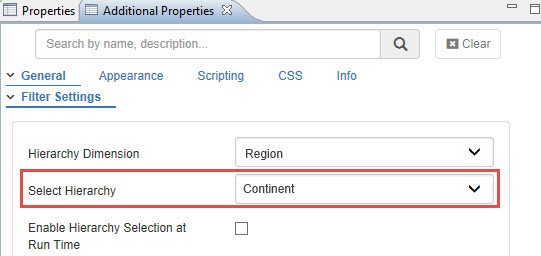 Properties Additional Properties
Search by name, description... Clear
General Appearance Scripting CSS Info
Filter Settings
Hierarchy Dimension Region
Select Hierarchy Continent
Enable Hierarchy Selection at
Run Time